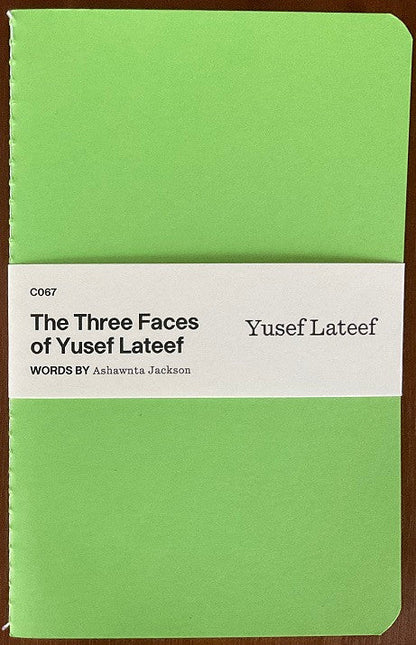 C067
The Three Faces
of Yusef Lateef
WORDS BY Ashawnta Jackson
Yusef Lateef